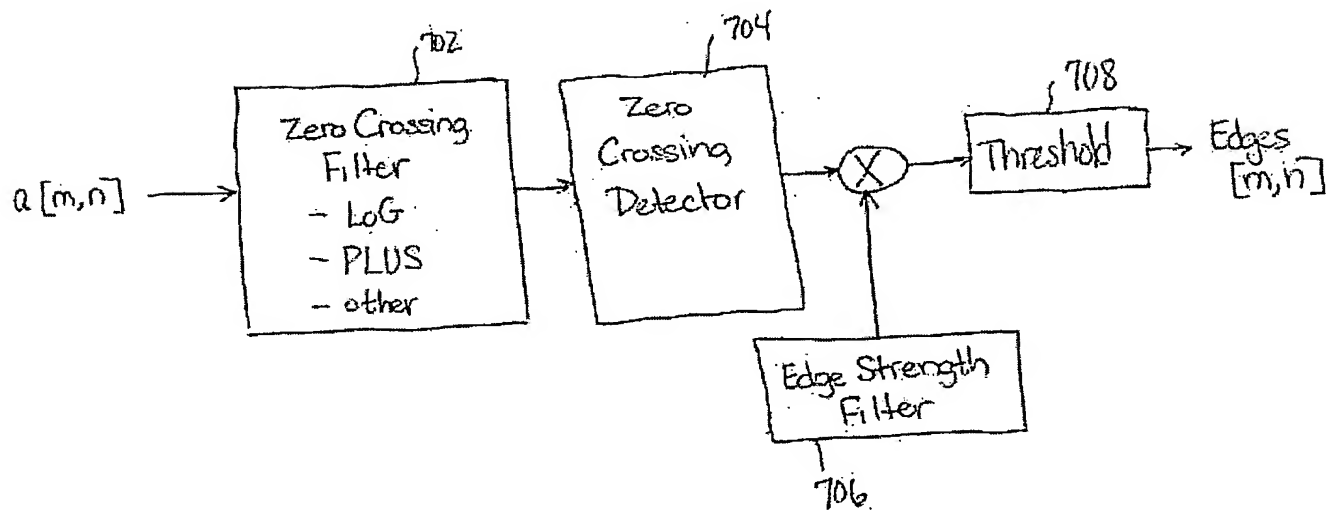 702
704
708
a [m,n]
Zero Crossing
Filter
- LoG
- PLUS
- other
Zero
Crossing
Detector
X
Threshold
Edges
[m,n]
Edge Strength
Filter
706